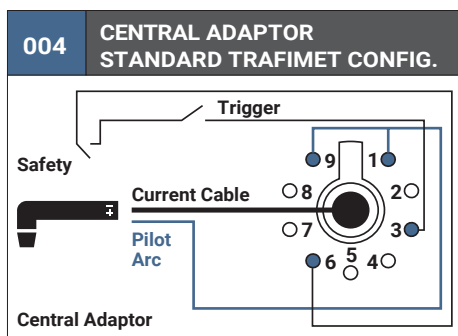 004
CENTRAL ADAPTOR
STANDARD TRAFIMET CONFIG.
Trigger
Safety
9 1
8 2
Current Cable
7 3
Pilot
Arc
6 5 4
Central Adaptor